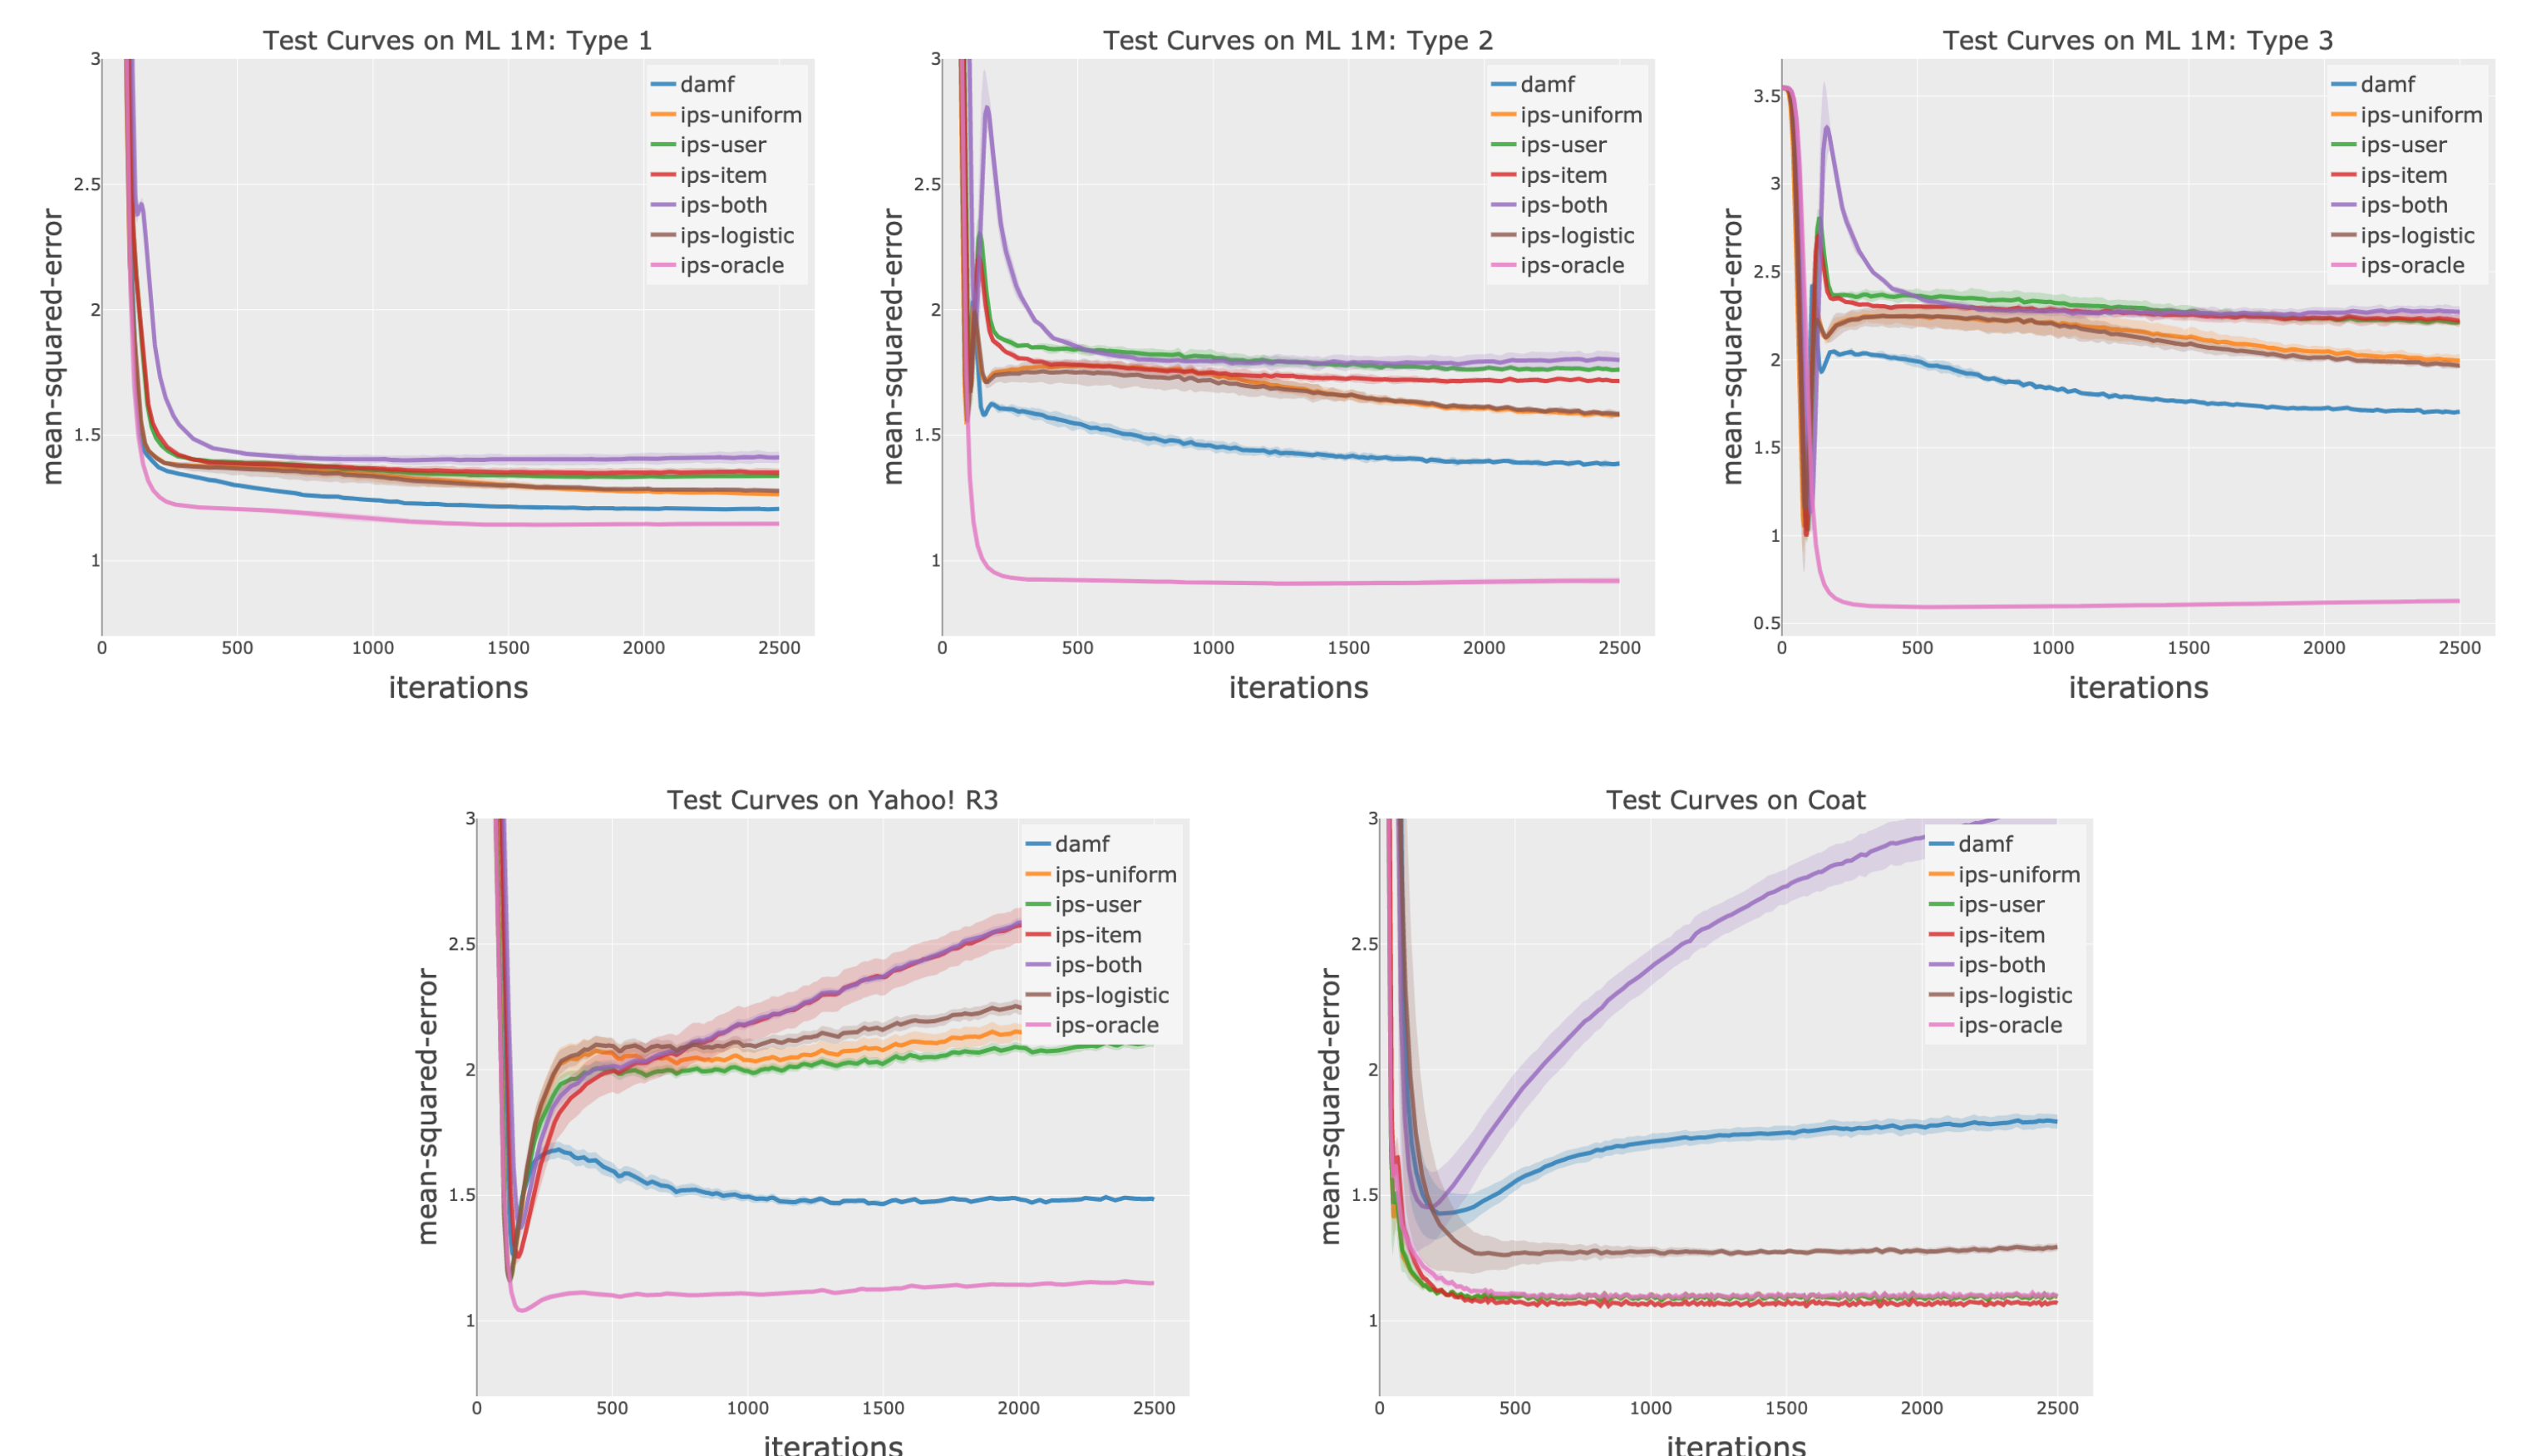 Test Curves on ML 1M: Type 1
3
2.5
2
1.5
1
mean-squared-error
damf
ips-uniform
ips-user
ips-item
ips-both
ips-logistic
ips-oracle
0 500 1000 1500 2000 2500
iterations
Test Curves on ML 1M: Type 2
3
2.5
2
1.5
1
mean-squared-error
damf
ips-uniform
ips-user
ips-item
ips-both
ips-logistic
ips-oracle
0 500 1000 1500 2000 2500
iterations
Test Curves on ML 1M: Type 3
3.5
3
2.5
2
1.5
1
0.5
mean-squared-error
damf
ips-uniform
ips-user
ips-item
ips-both
ips-logistic
ips-oracle
0 500 1000 1500 2000 2500
iterations
Test Curves on Yahoo! R3
3
2.5
2
1.5
1
mean-squared-error
damf
ips-uniform
ips-user
ips-item
ips-both
ips-logistic
ips-oracle
0 500 1000 1500 2000 2500
iterations
Test Curves on Coat
3
2.5
2
1.5
1
mean-squared-error
damf
ips-uniform
ips-user
ips-item
ips-both
ips-logistic
ips-oracle
0 500 1000 1500 2000 2500
iterations